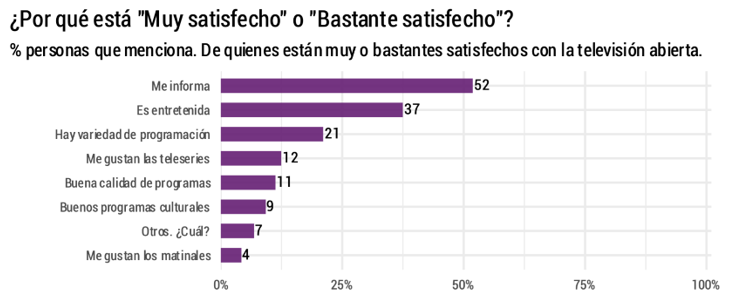 ¿Por qué está "Muy satisfecho" o "Bastante satisfecho"?
% personas que menciona. De quienes están muy o bastantes satisfechos con la televisión abierta.
Me informa 52
Es entretenida 37
Hay variedad de programación 21
Me gustan las teleseries 12
Buena calidad de programas 11
Buenos programas culturales 9
Otros. ¿Cuál? 7
Me gustan los matinales 4
0% 25% 50% 75% 100%